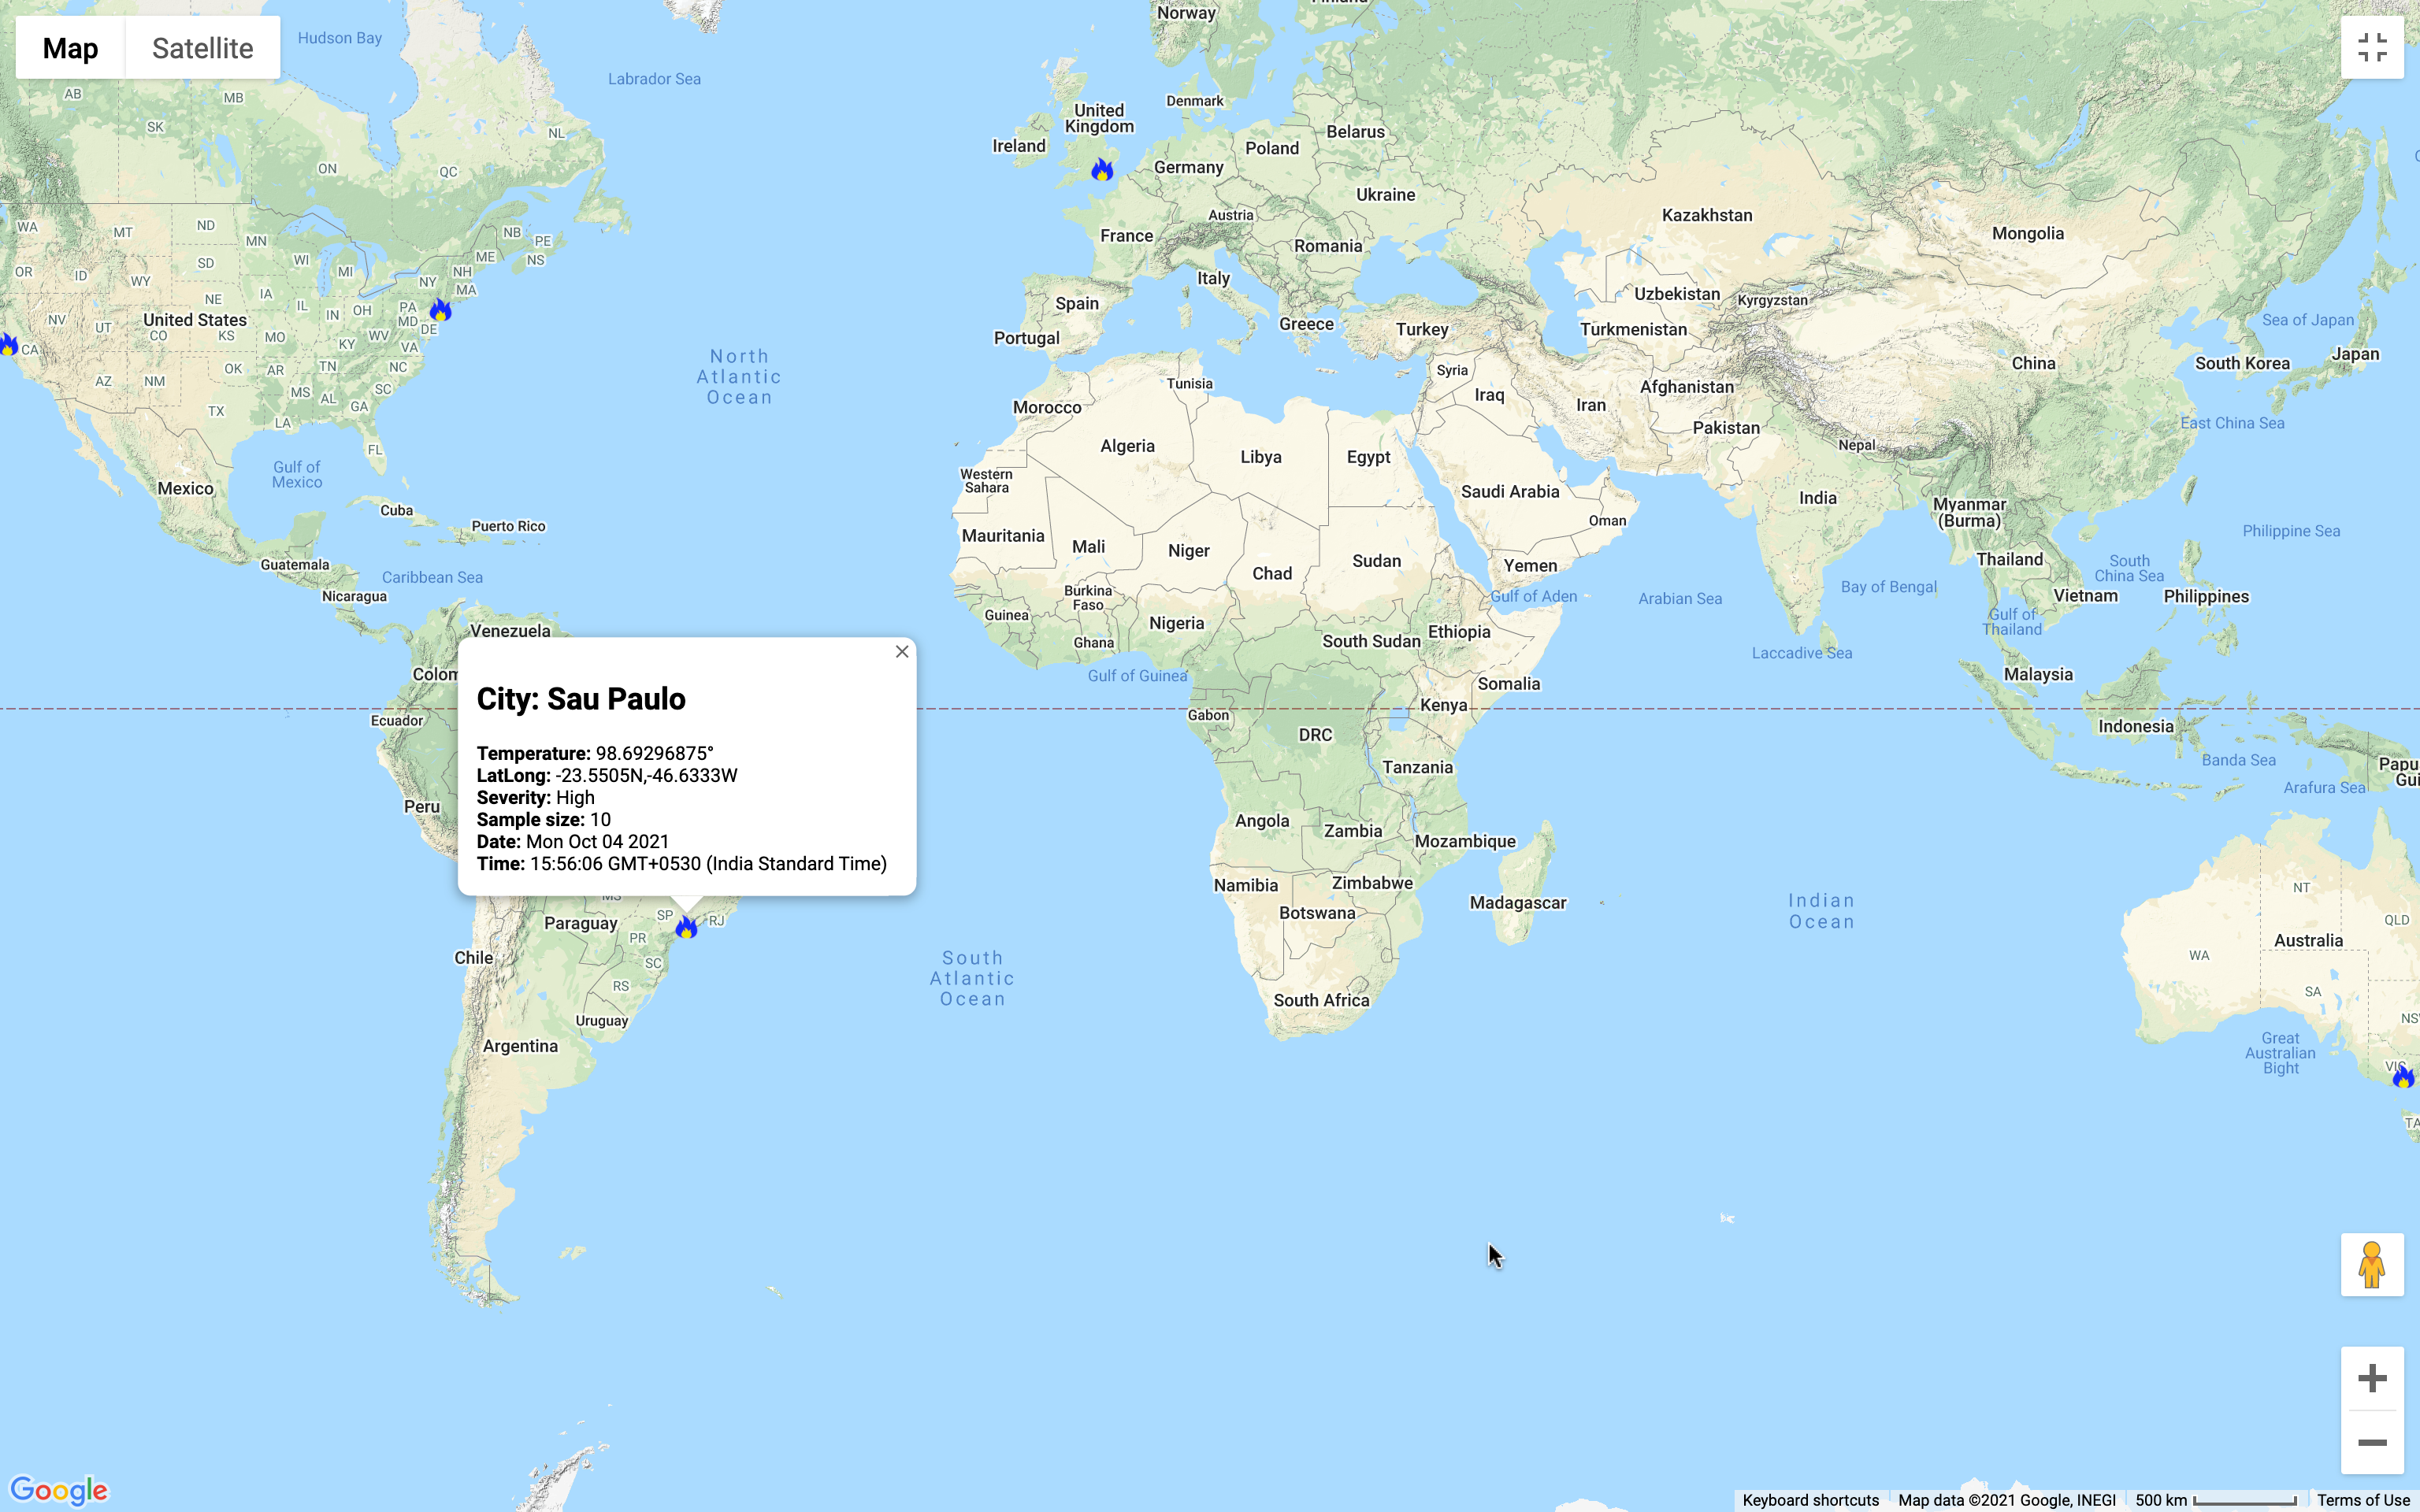 Map Satellite
Hudson Bay
Labrador Sea
Norway
AB
MB
SK
NL
ON
QC
United
Kingdom
Denmark
Ireland
Belarus
Poland
Germany
Ukraine
Kazakhstan
Mongolia
Austria
France
Romania
Italy
Spain
Portugal
Greece
Turkey
Uzbekistan
Kyrgyzstan
Turkmenistan
WA
MT
ND
MN
NB
PE
OR
ID
WY
SD
WI
MI
ME
NS
NH
NY
MA
NE
IA
IL
IN
OH
PA
MD
DE
NV
UT
United States
CO
KS
MO
KY
WV
VA
CA
AZ
NM
OK
AR
TN
NC
SC
MS
AL
GA
TX
LA
FL
North
Atlantic
Ocean
Tunisia
Morocco
Syria
Iraq
Iran
Afghanistan
Pakistan
Nepal
China
South Korea
Japan
Sea of Japan
East China Sea
Algeria
Libya
Egypt
Western
Sahara
Saudi Arabia
Oman
India
Myanmar
(Burma)
Gulf of
Mexico
Mexico
Cuba
Puerto Rico
Guatemala
Caribbean Sea
Nicaragua
Mauritania
Mali
Niger
Chad
Sudan
Yemen
Gulf of Aden
Arabian Sea
Bay of Bengal
Thailand
South
China Sea
Philippine Sea
Vietnam
Philippines
Gulf of
Thailand
Laccadive Sea
Malaysia
Burkina
Faso
Guinea
Nigeria
Ghana
Gulf of Guinea
South Sudan
Ethiopia
Somalia
Kenya
Gabon
DRC
Tanzania
Indonesia
Banda Sea
Arafura Sea
Papu
Gui
Venezuela
Colom
Ecuador
Peru
City: Sau Paulo
Temperature: 98.69296875°
LatLong: -23.5505N,-46.6333W
Severity: High
Sample size: 10
Date: Mon Oct 04 2021
Time: 15:56:06 GMT+0530 (India Standard Time)
Angola
Zambia
Mozambique
Namibia
Zimbabwe
Botswana
Madagascar
South Africa
Indian
Ocean
MS
Paraguay
SP
RJ
PR
Chile
SC
RS
Uruguay
Argentina
South
Atlantic
Ocean
NT
QLD
Australia
WA
SA
NS
Great
Australian
Bight
VIC
TA
Google
Keyboard shortcuts Map data ©2021 Google, INEGI 500 km Terms of Use